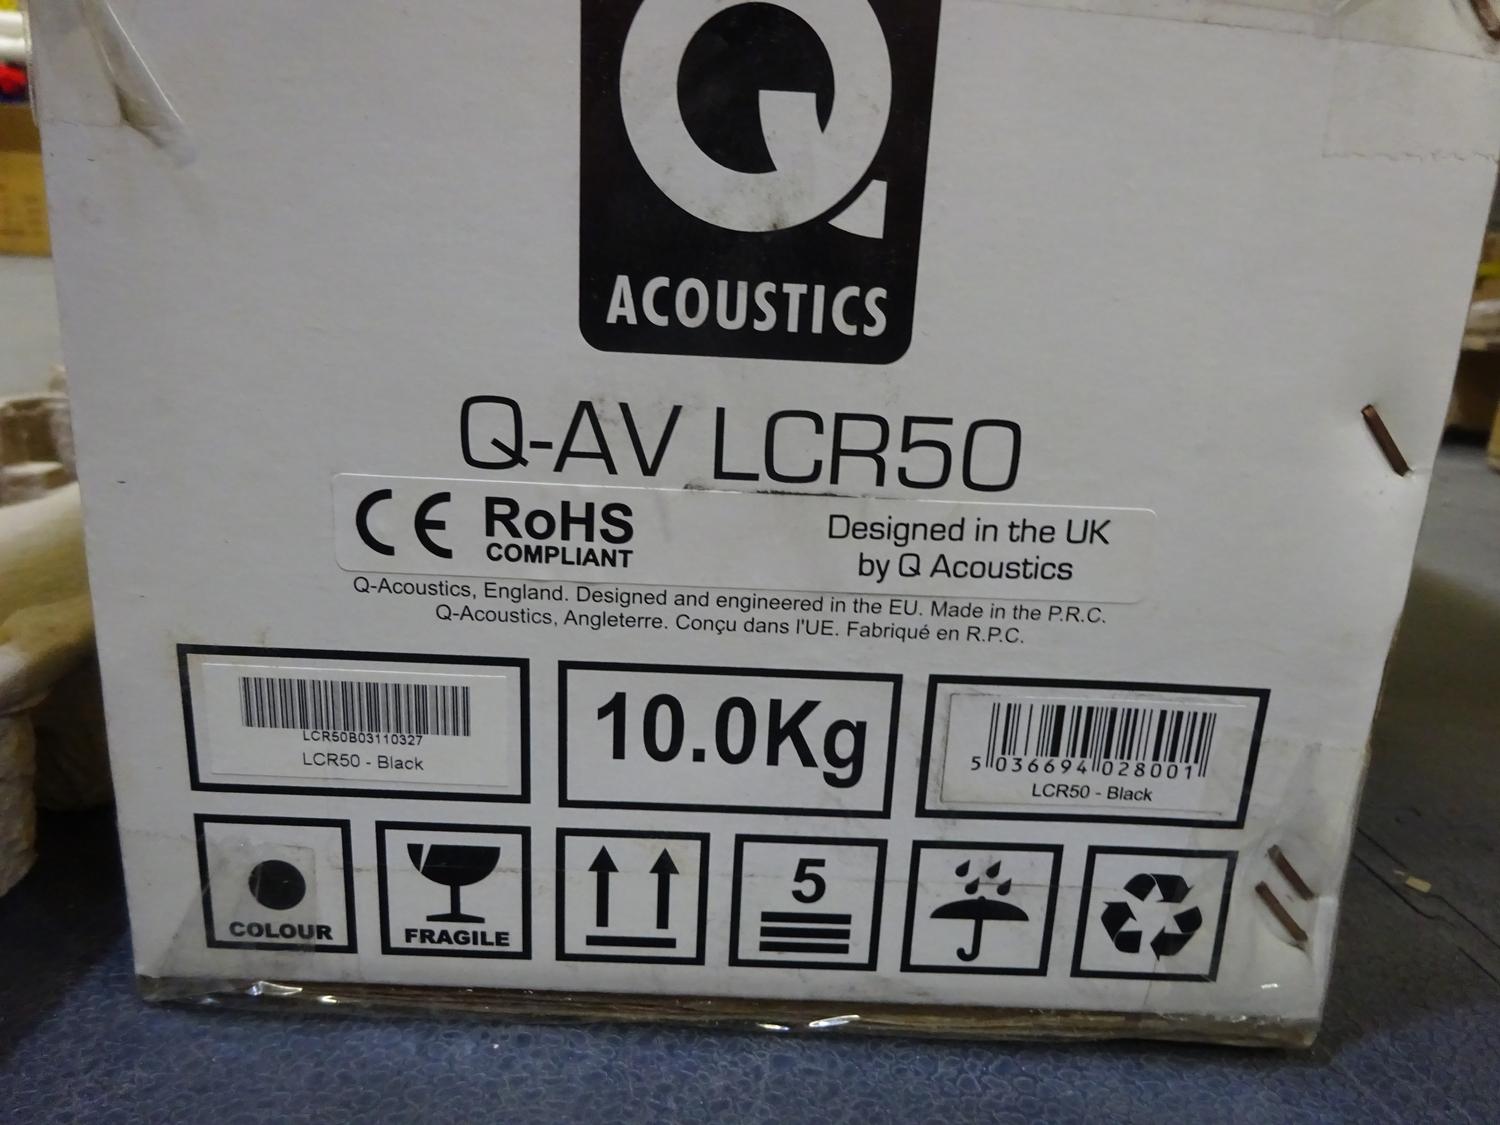 Q
ACOUSTICS
Q-AV LCR50
CE RoHS
COMPLIANT
Designed in the UK
by Q Acoustics
Q-Acoustics, England. Designed and engineered in the EU. Made in the P.R.C.
Q-Acoustics, Angleterre. Conçu dans l'UE. Fabriqué en R.P.C.
LCR50B03110327
LCR50 - Black
10.0Kg
5 036694 028001
LCR50 - Black
COLOUR
FRAGILE
5